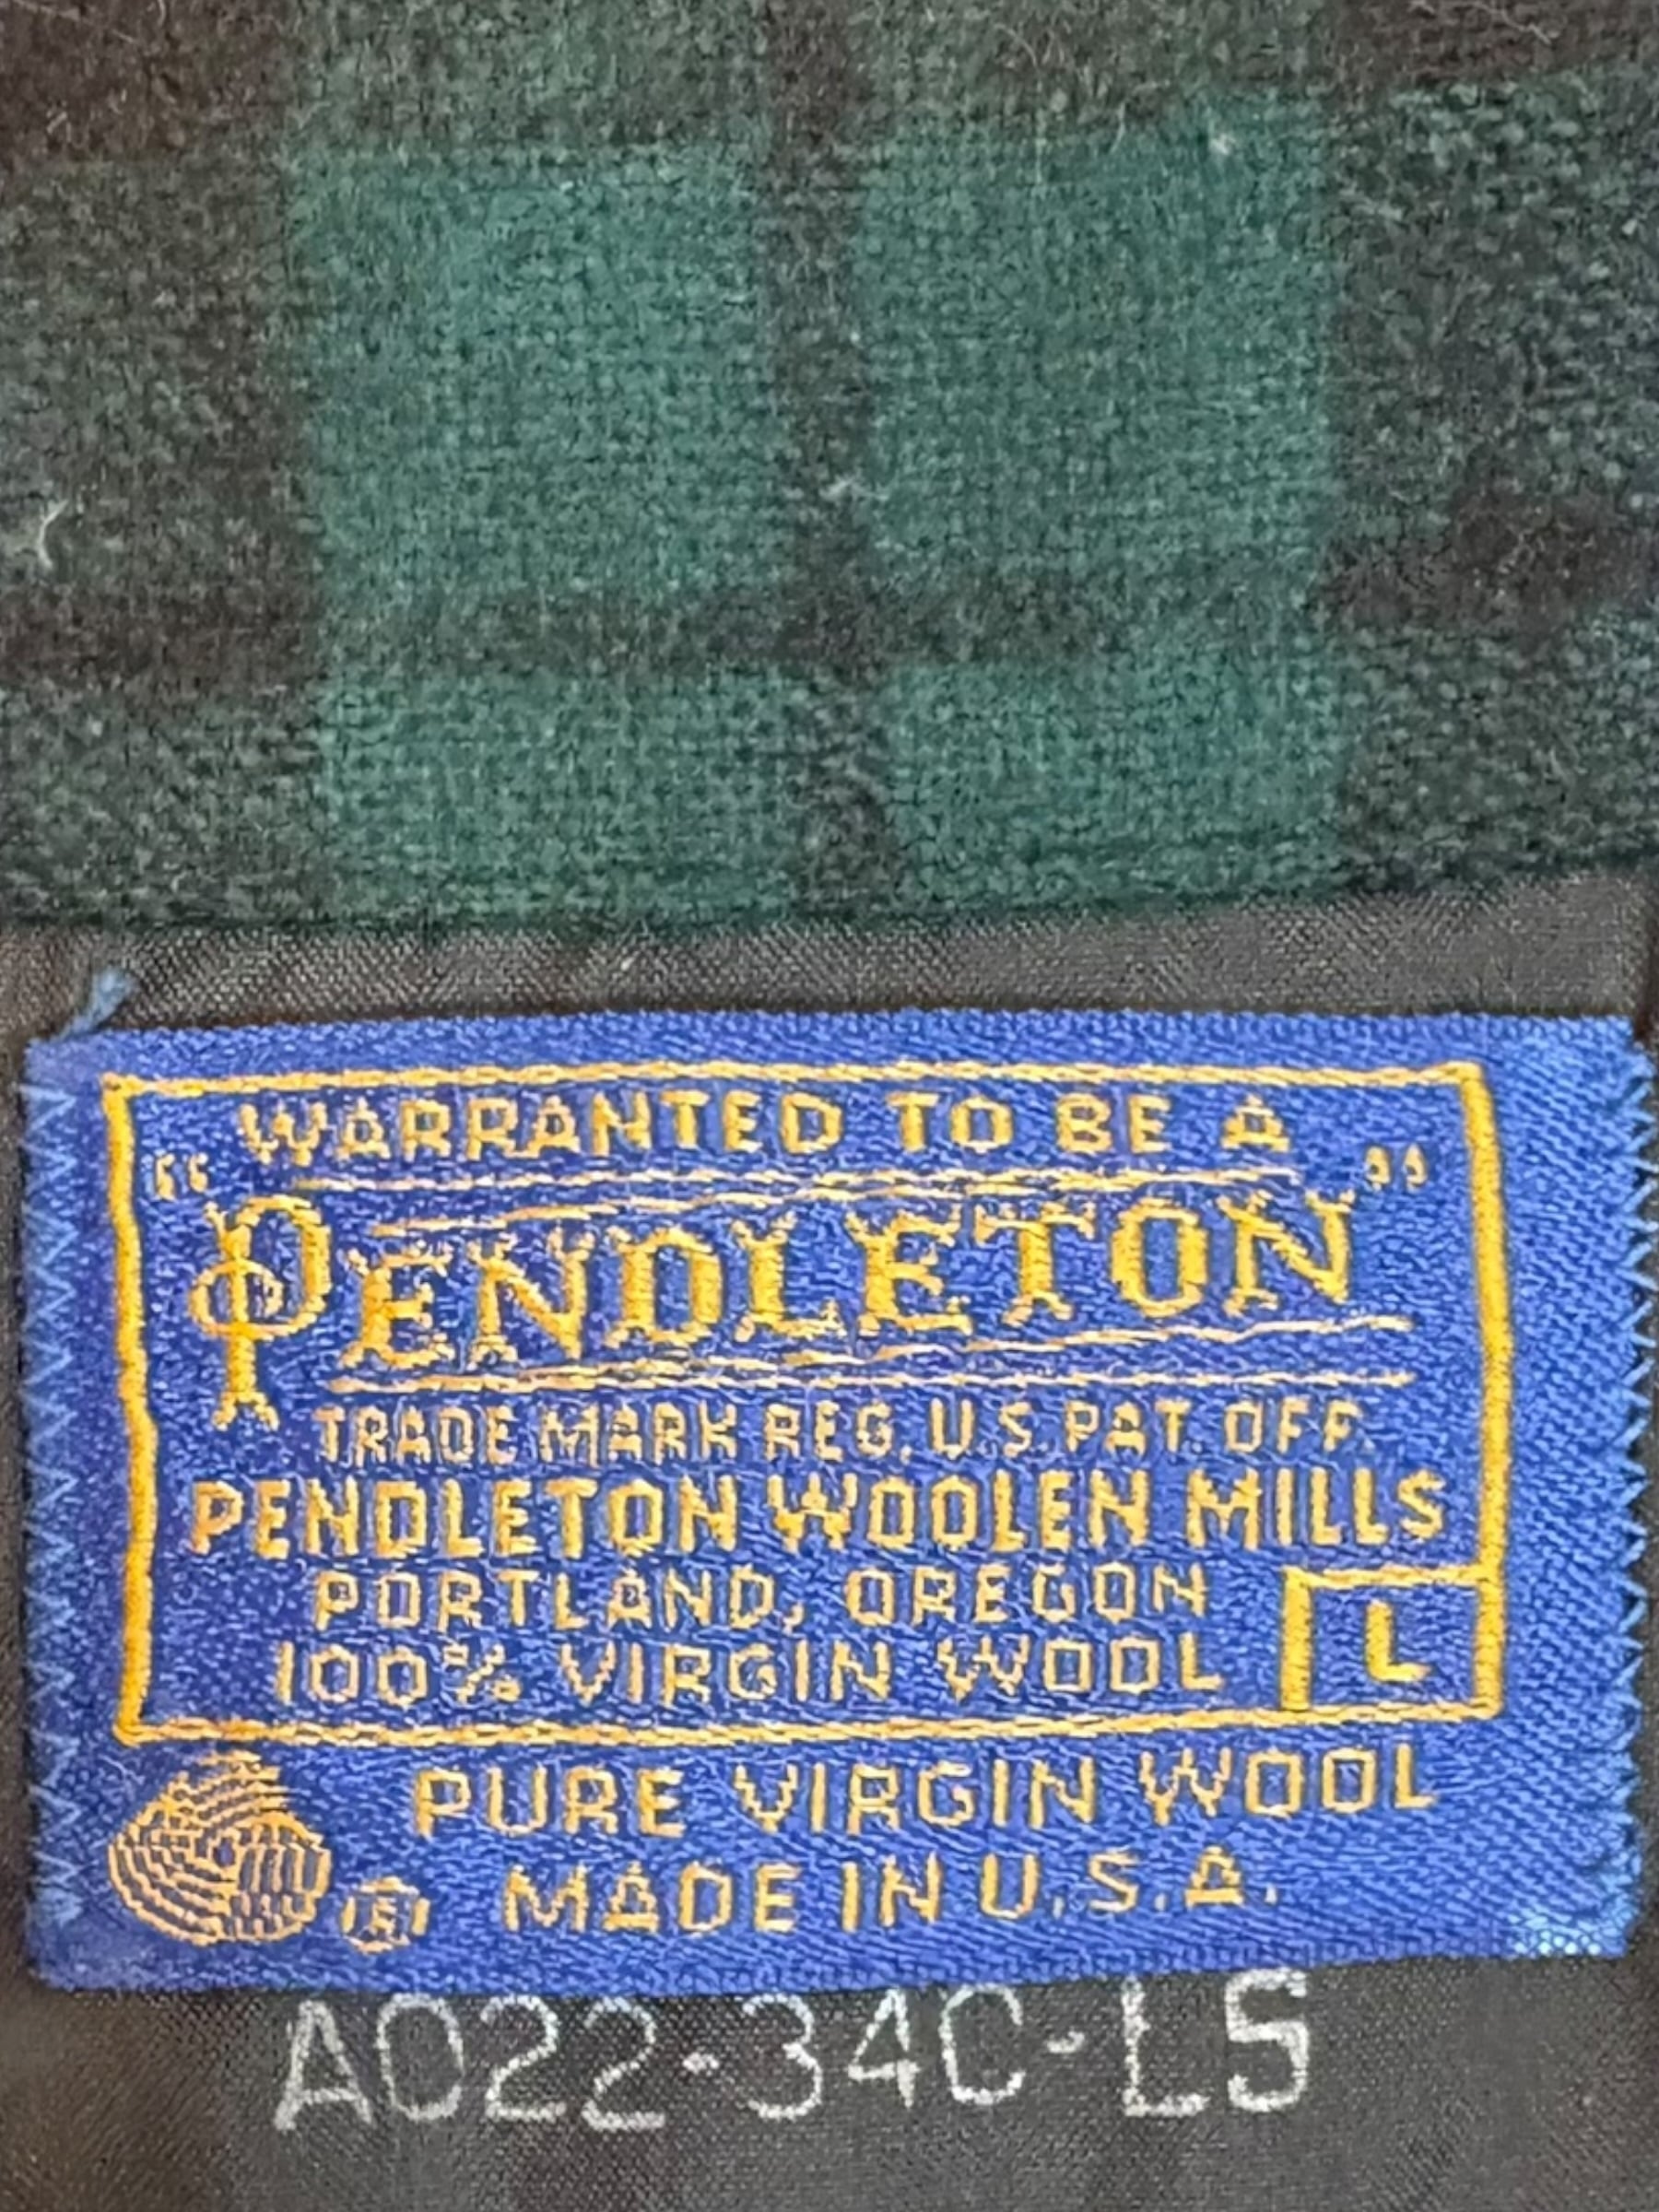 WARRANTED TO BE A
“PENDLETON”
TRADE MARK REG. U.S. PAT. OFF.
PENDLETON WOOLEN MILLS
PORTLAND, OREGON
100% VIRGIN WOOL
L
PURE VIRGIN WOOL
® MADE IN U.S.A.
A022-34C-LS